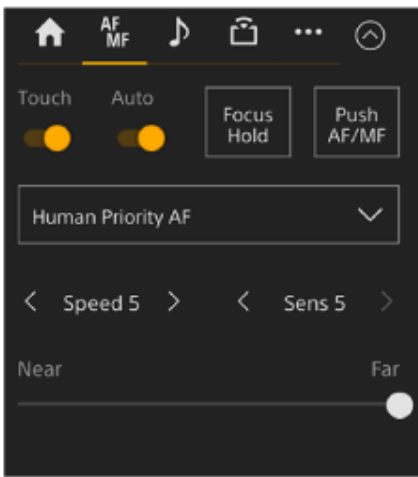 AF
MF
Touch Auto
Focus
Hold
Push
AF/MF
Human Priority AF
Speed 5 Sens 5
Near Far